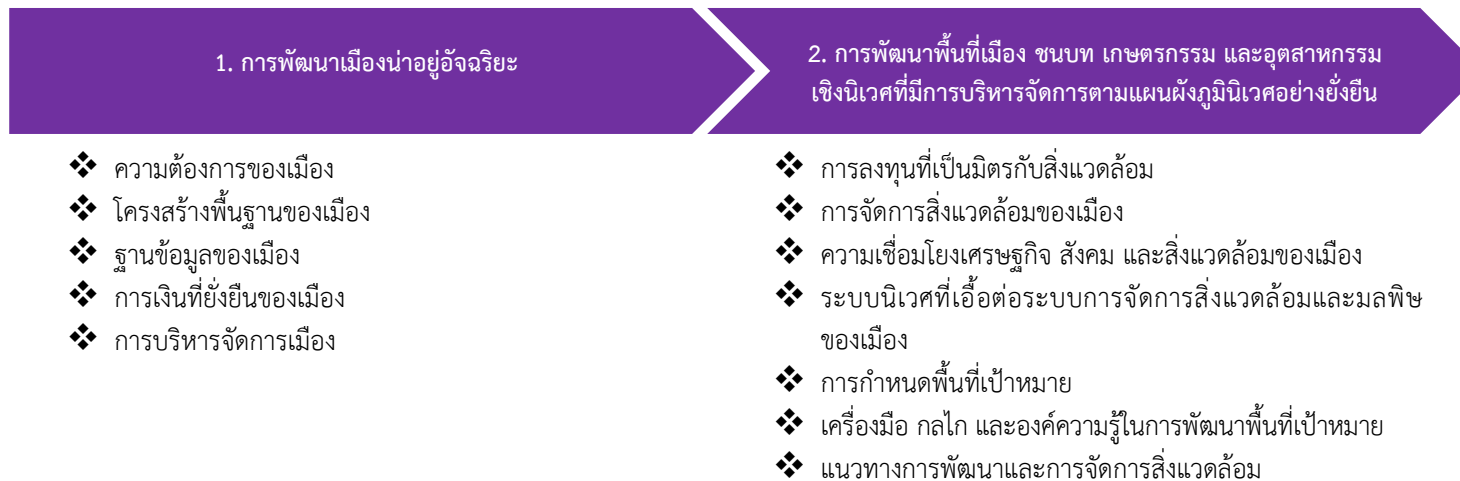 1. การพัฒนาเมืองน่าอยู่อัจฉริยะ
ความต้องการของเมือง
โครงสร้างพื้นฐานของเมือง
ฐานข้อมูลของเมือง
การเงินที่ยั่งยืนของเมือง
การบริหารจัดการเมือง
2. การพัฒนาพื้นที่เมือง ชนบท เกษตรกรรม และอุตสาหกรรม
เชิงนิเวศที่มีการบริหารจัดการตามแผนผังภูมินิเวศอย่างยั่งยืน
การลงทุนที่เป็นมิตรกับสิ่งแวดล้อม
การจัดการสิ่งแวดล้อมของเมือง
ความเชื่อมโยงเศรษฐกิจ สังคม และสิ่งแวดล้อมของเมือง
ระบบนิเวศที่เอื้อต่อระบบการจัดการสิ่งแวดล้อมและมลพิษ
ของเมือง
การกำหนดพื้นที่เป้าหมาย
เครื่องมือ กลไก และองค์ความรู้ในการพัฒนาพื้นที่เป้าหมาย
แนวทางการพัฒนาและการจัดการสิ่งแวดล้อม